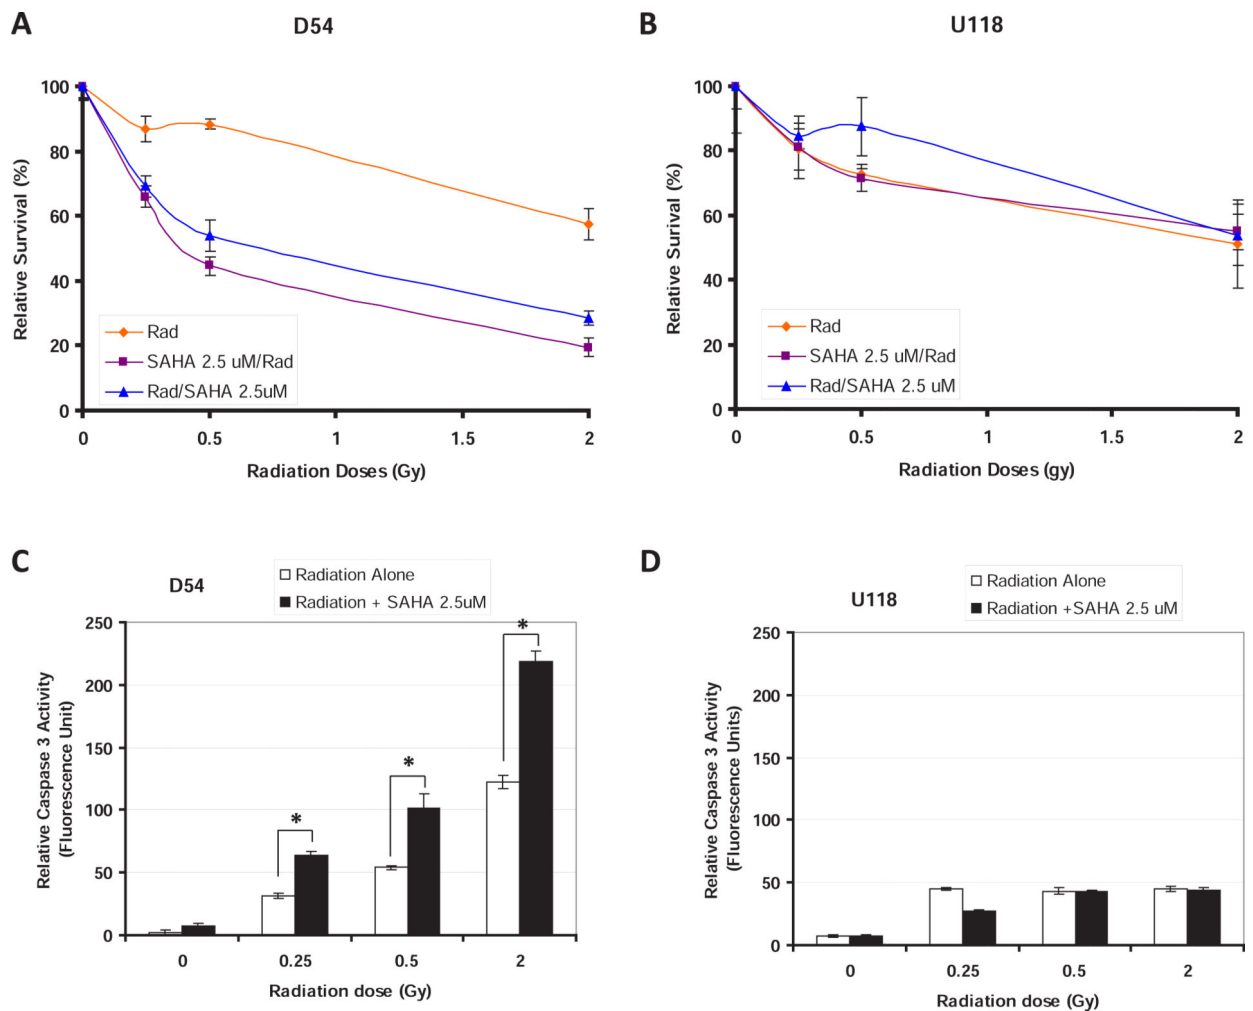 A
D54
Relative Survival (%)
100
80
60
40
20
0
Rad
SAHA 2.5 uM/Rad
Rad/SAHA 2.5uM
0
0.5
1
1.5
2
Radiation Doses (Gy)
B
U118
Relative Survival (%)
100
80
60
40
20
0
Rad
SAHA 2.5 uM/Rad
Rad/SAHA 2.5 uM
0
0.5
1
1.5
2
Radiation Doses (gy)
C
D54
Radiation Alone
Radiation + SAHA 2.5uM
Relative Caspase 3 Activity
(Fluorescence Unit)
250
200
150
100
50
0
*
*
*
0
0.25
0.5
2
Radiation dose (Gy)
D
U118
Radiation Alone
Radiation +SAHA 2.5 uM
Relative Caspase 3 Activity
(Fluorescence Units)
250
200
150
100
50
0
0
0.25
0.5
2
Radiation dose (Gy)